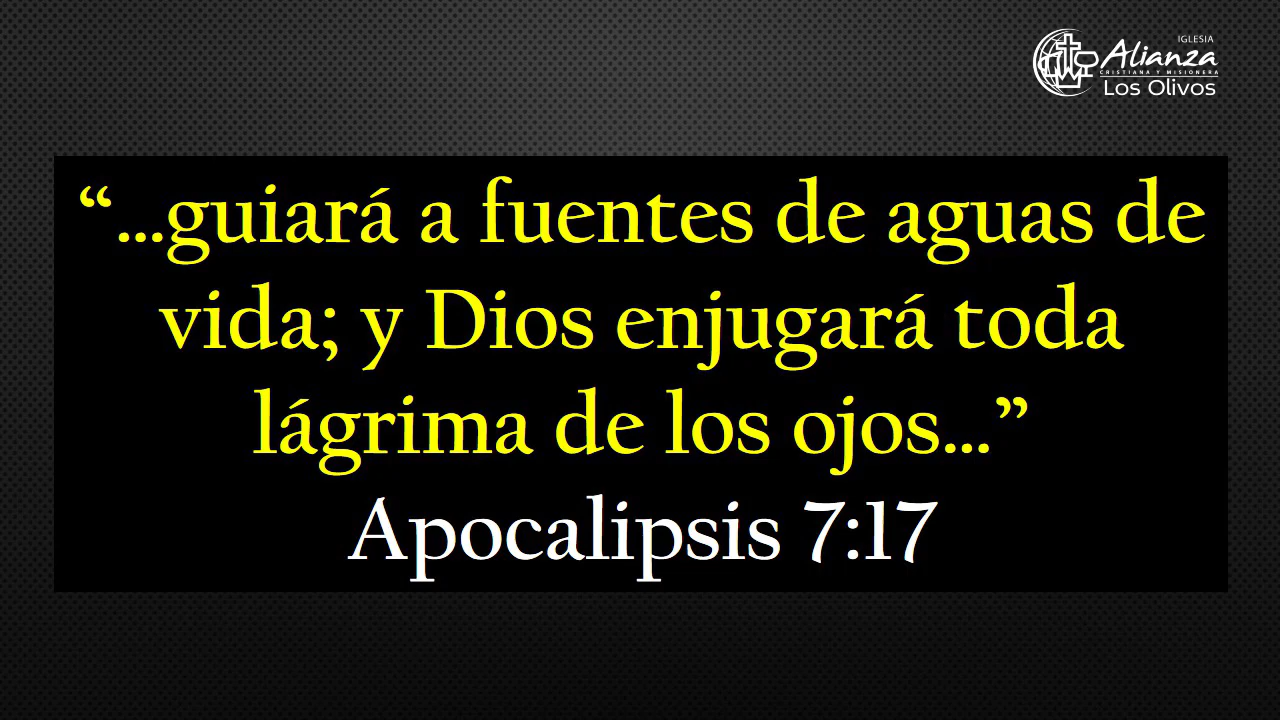 IGLESIA
Alianza
CRISTIANA Y MISIONERA
Los Olivos
“...guiará a fuentes de aguas de
vida; y Dios enjugará toda
lágrima de los ojos...”
Apocalipsis 7:17